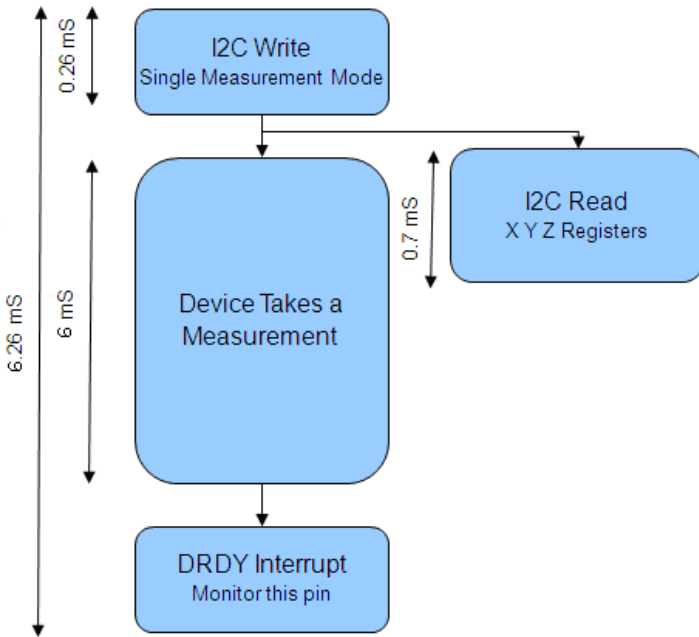 0.26 mS
I2C Write
Single Measurement Mode
6.26 mS
6 mS
Device Takes a
Measurement
0.7 mS
I2C Read
X Y Z Registers
DRDY Interrupt
Monitor this pin